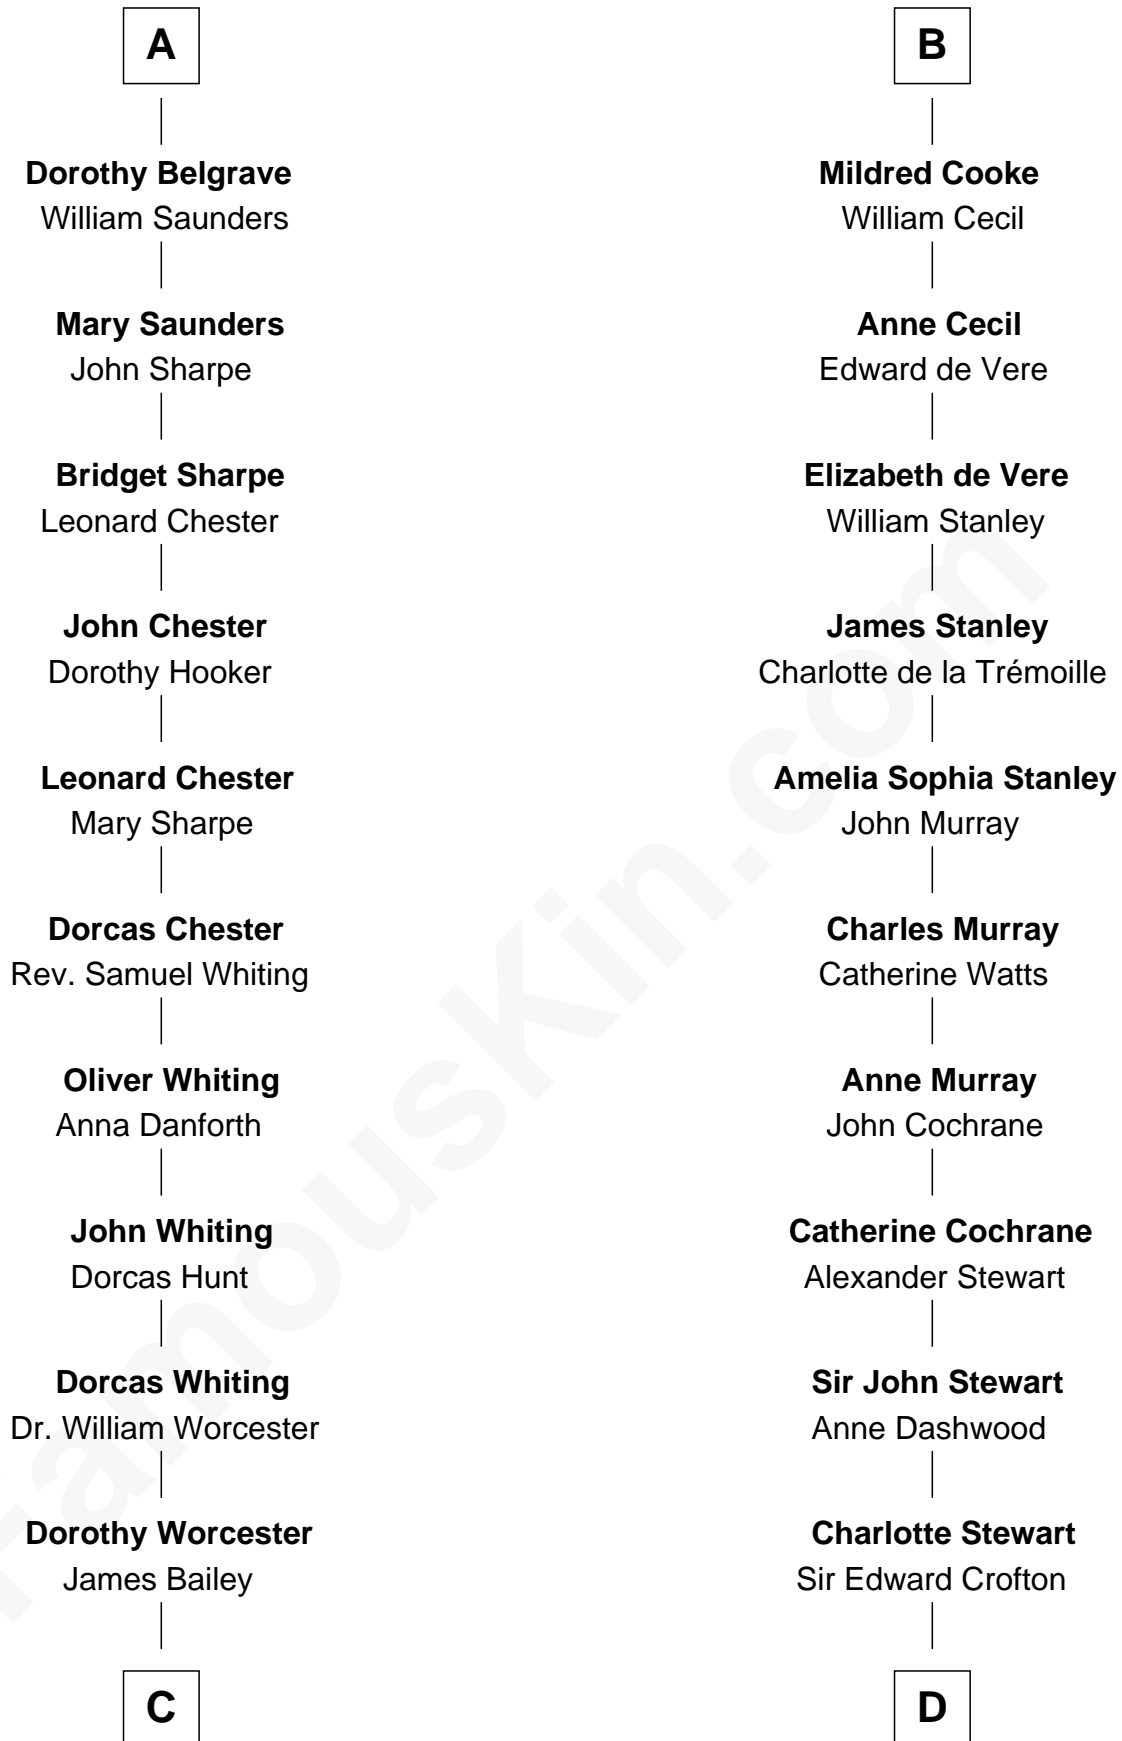 A
Dorothy Belgrave
William Saunders
Mary Saunders
John Sharpe
Bridget Sharpe
Leonard Chester
John Chester
Dorothy Hooker
Leonard Chester
Mary Sharpe
Dorcas Chester
Rev. Samuel Whiting
Oliver Whiting
Anna Danforth
John Whiting
Dorcas Hunt
Dorcas Whiting
Dr. William Worcester
Dorothy Worcester
James Bailey
C
B
Mildred Cooke
William Cecil
Anne Cecil
Edward de Vere
Elizabeth de Vere
William Stanley
James Stanley
Charlotte de la Trémoille
Amelia Sophia Stanley
John Murray
Charles Murray
Catherine Watts
Anne Murray
John Cochrane
Catherine Cochrane
Alexander Stewart
Sir John Stewart
Anne Dashwood
Charlotte Stewart
Sir Edward Crofton
D
FamousKin.com